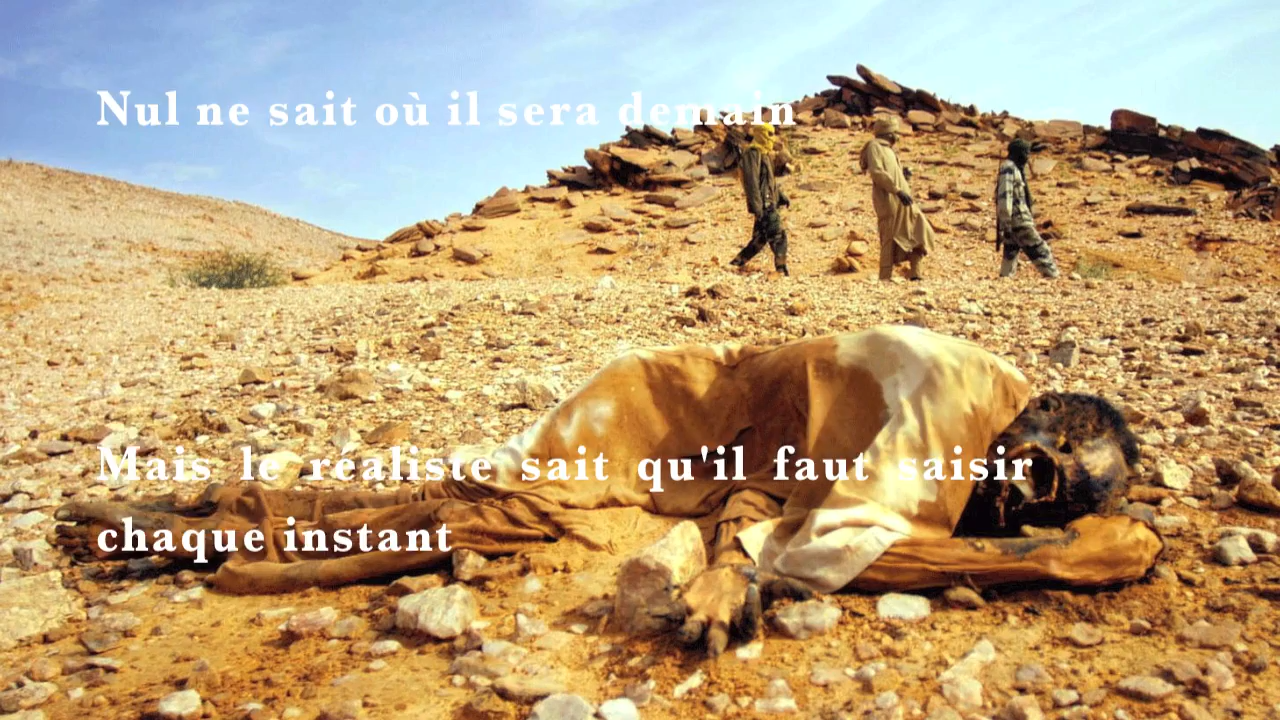 Nul ne sait où il sera demain
Mais le réaliste sait qu'il faut saisir
chaque instant